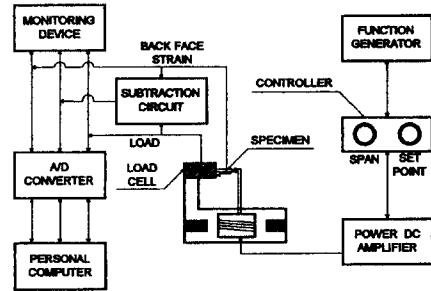 MONITORING
DEVICE
BACK FACE
STRAIN
SUBTRACTION
CIRCUIT
LOAD
A/D
CONVERTER
PERSONAL
COMPUTER
LOAD
CELL
SPECIMEN
FUNCTION
GENERATOR
CONTROLLER
SPAN
SET
POINT
POWER DC
AMPLIFIER